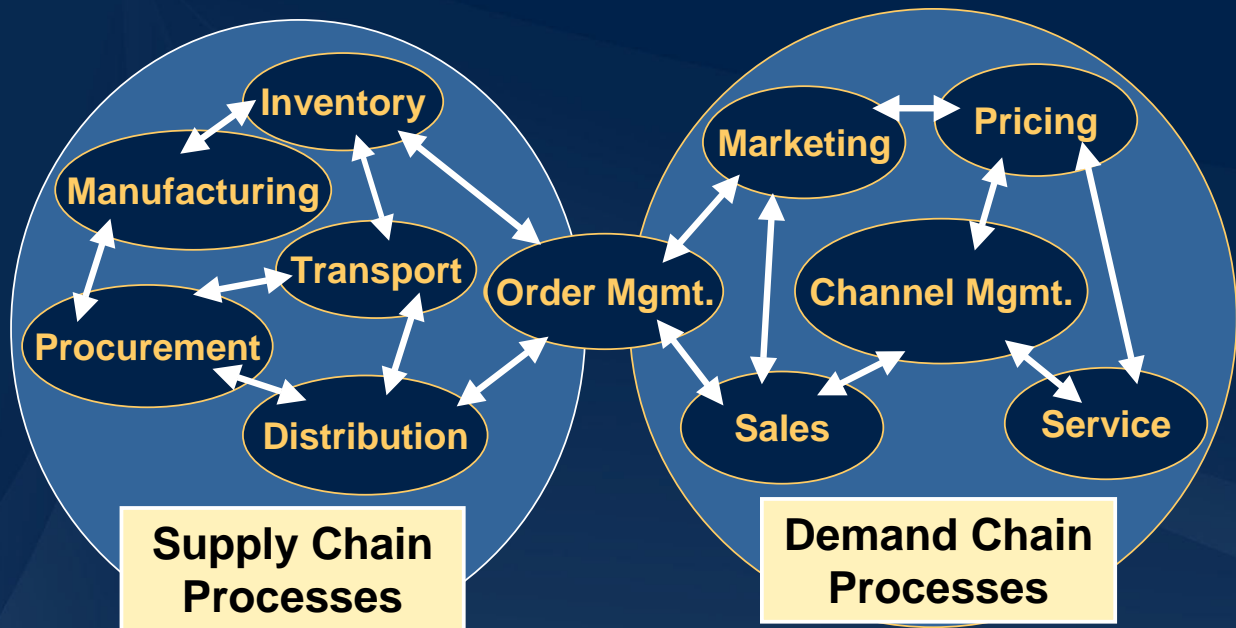 Inventory
Manufacturing
Transport
Procurement
Distribution
Order Mgmt.
Marketing
Pricing
Channel Mgmt.
Sales
Service
Supply Chain
Processes
Demand Chain
Processes